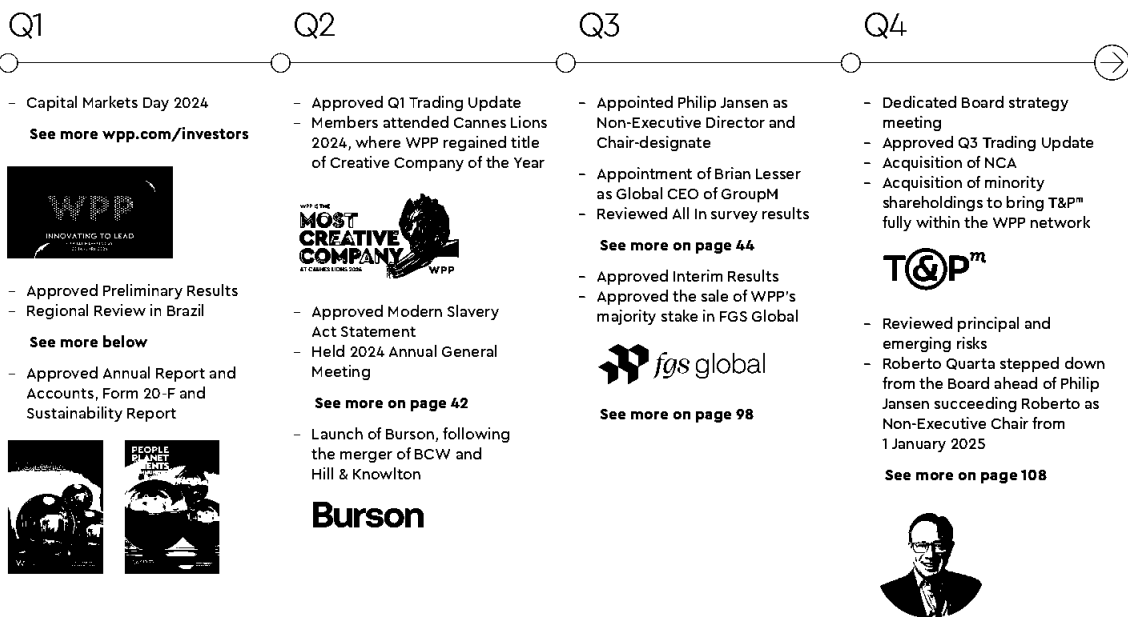 Q1
– Capital Markets Day 2024
See more wpp.com/investors
WPP
INNOVATING TO LEAD
– Approved Preliminary Results
– Regional Review in Brazil
See more below
– Approved Annual Report and
Accounts, Form 20-F and
Sustainability Report
PEOPLE
PLANET
Q2
– Approved Q1 Trading Update
– Members attended Cannes Lions
2024, where WPP regained title
of Creative Company of the Year
WPP IS THE
MOST
CREATIVE
COMPANY
AT CANNES LIONS 2024
WPP
– Approved Modern Slavery
Act Statement
– Held 2024 Annual General
Meeting
See more on page 42
– Launch of Burson, following
the merger of BCW and
Hill & Knowlton
Burson
Q3
– Appointed Philip Jansen as
Non-Executive Director and
Chair-designate
– Appointment of Brian Lesser
as Global CEO of GroupM
– Reviewed All In survey results
See more on page 44
– Approved Interim Results
– Approved the sale of WPP's
majority stake in FGS Global
fgs global
See more on page 98
Q4
– Dedicated Board strategy
meeting
– Approved Q3 Trading Update
– Acquisition of NCA
– Acquisition of minority
shareholdings to bring T&Pᵐ
fully within the WPP network
T&Pᵐ
– Reviewed principal and
emerging risks
– Roberto Quarta stepped down
from the Board ahead of Philip
Jansen succeeding Roberto as
Non-Executive Chair from
1 January 2025
See more on page 108